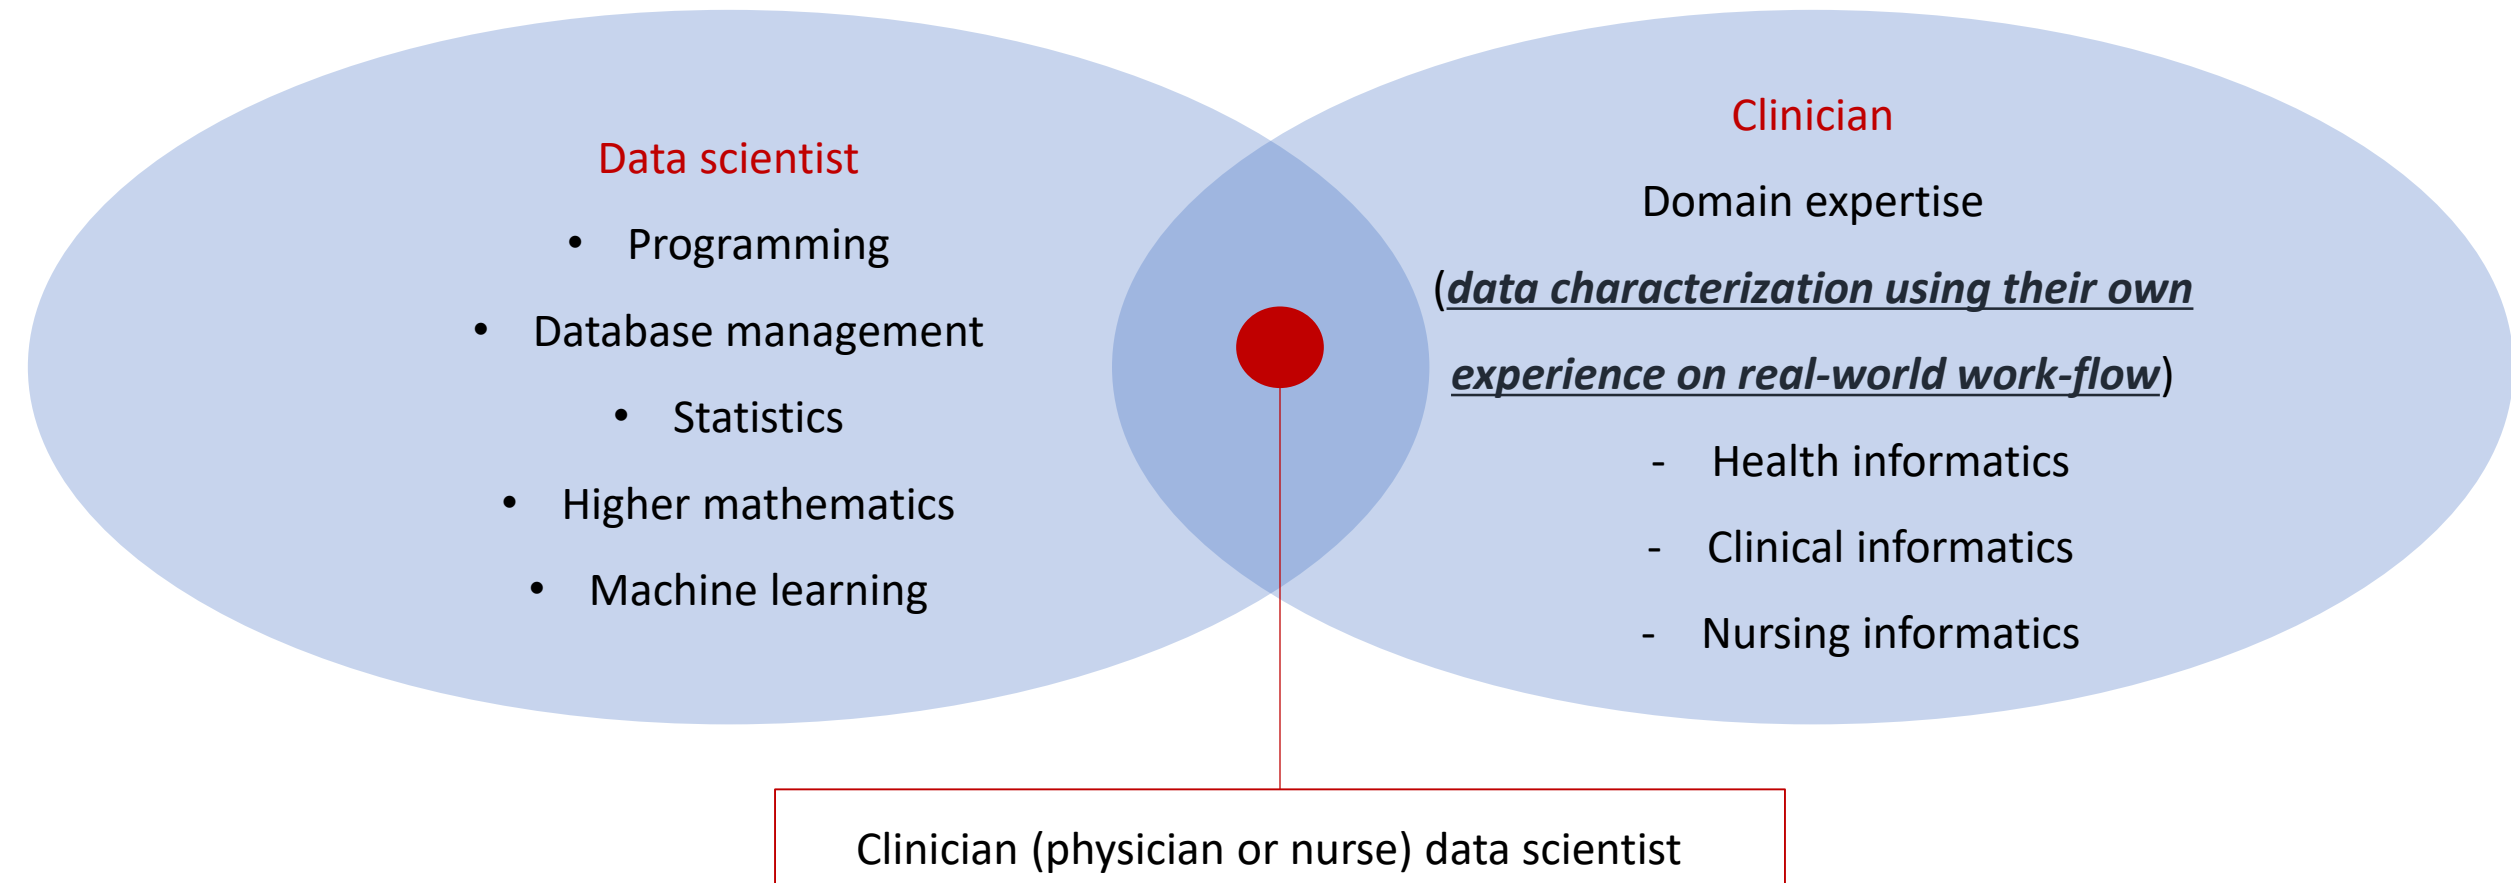 Data scientist
• Programming
• Database management
• Statistics
• Higher mathematics
• Machine learning
Clinician
Domain expertise
(data characterization using their own
experience on real-world work-flow)
- Health informatics
- Clinical informatics
- Nursing informatics
Clinician (physician or nurse) data scientist